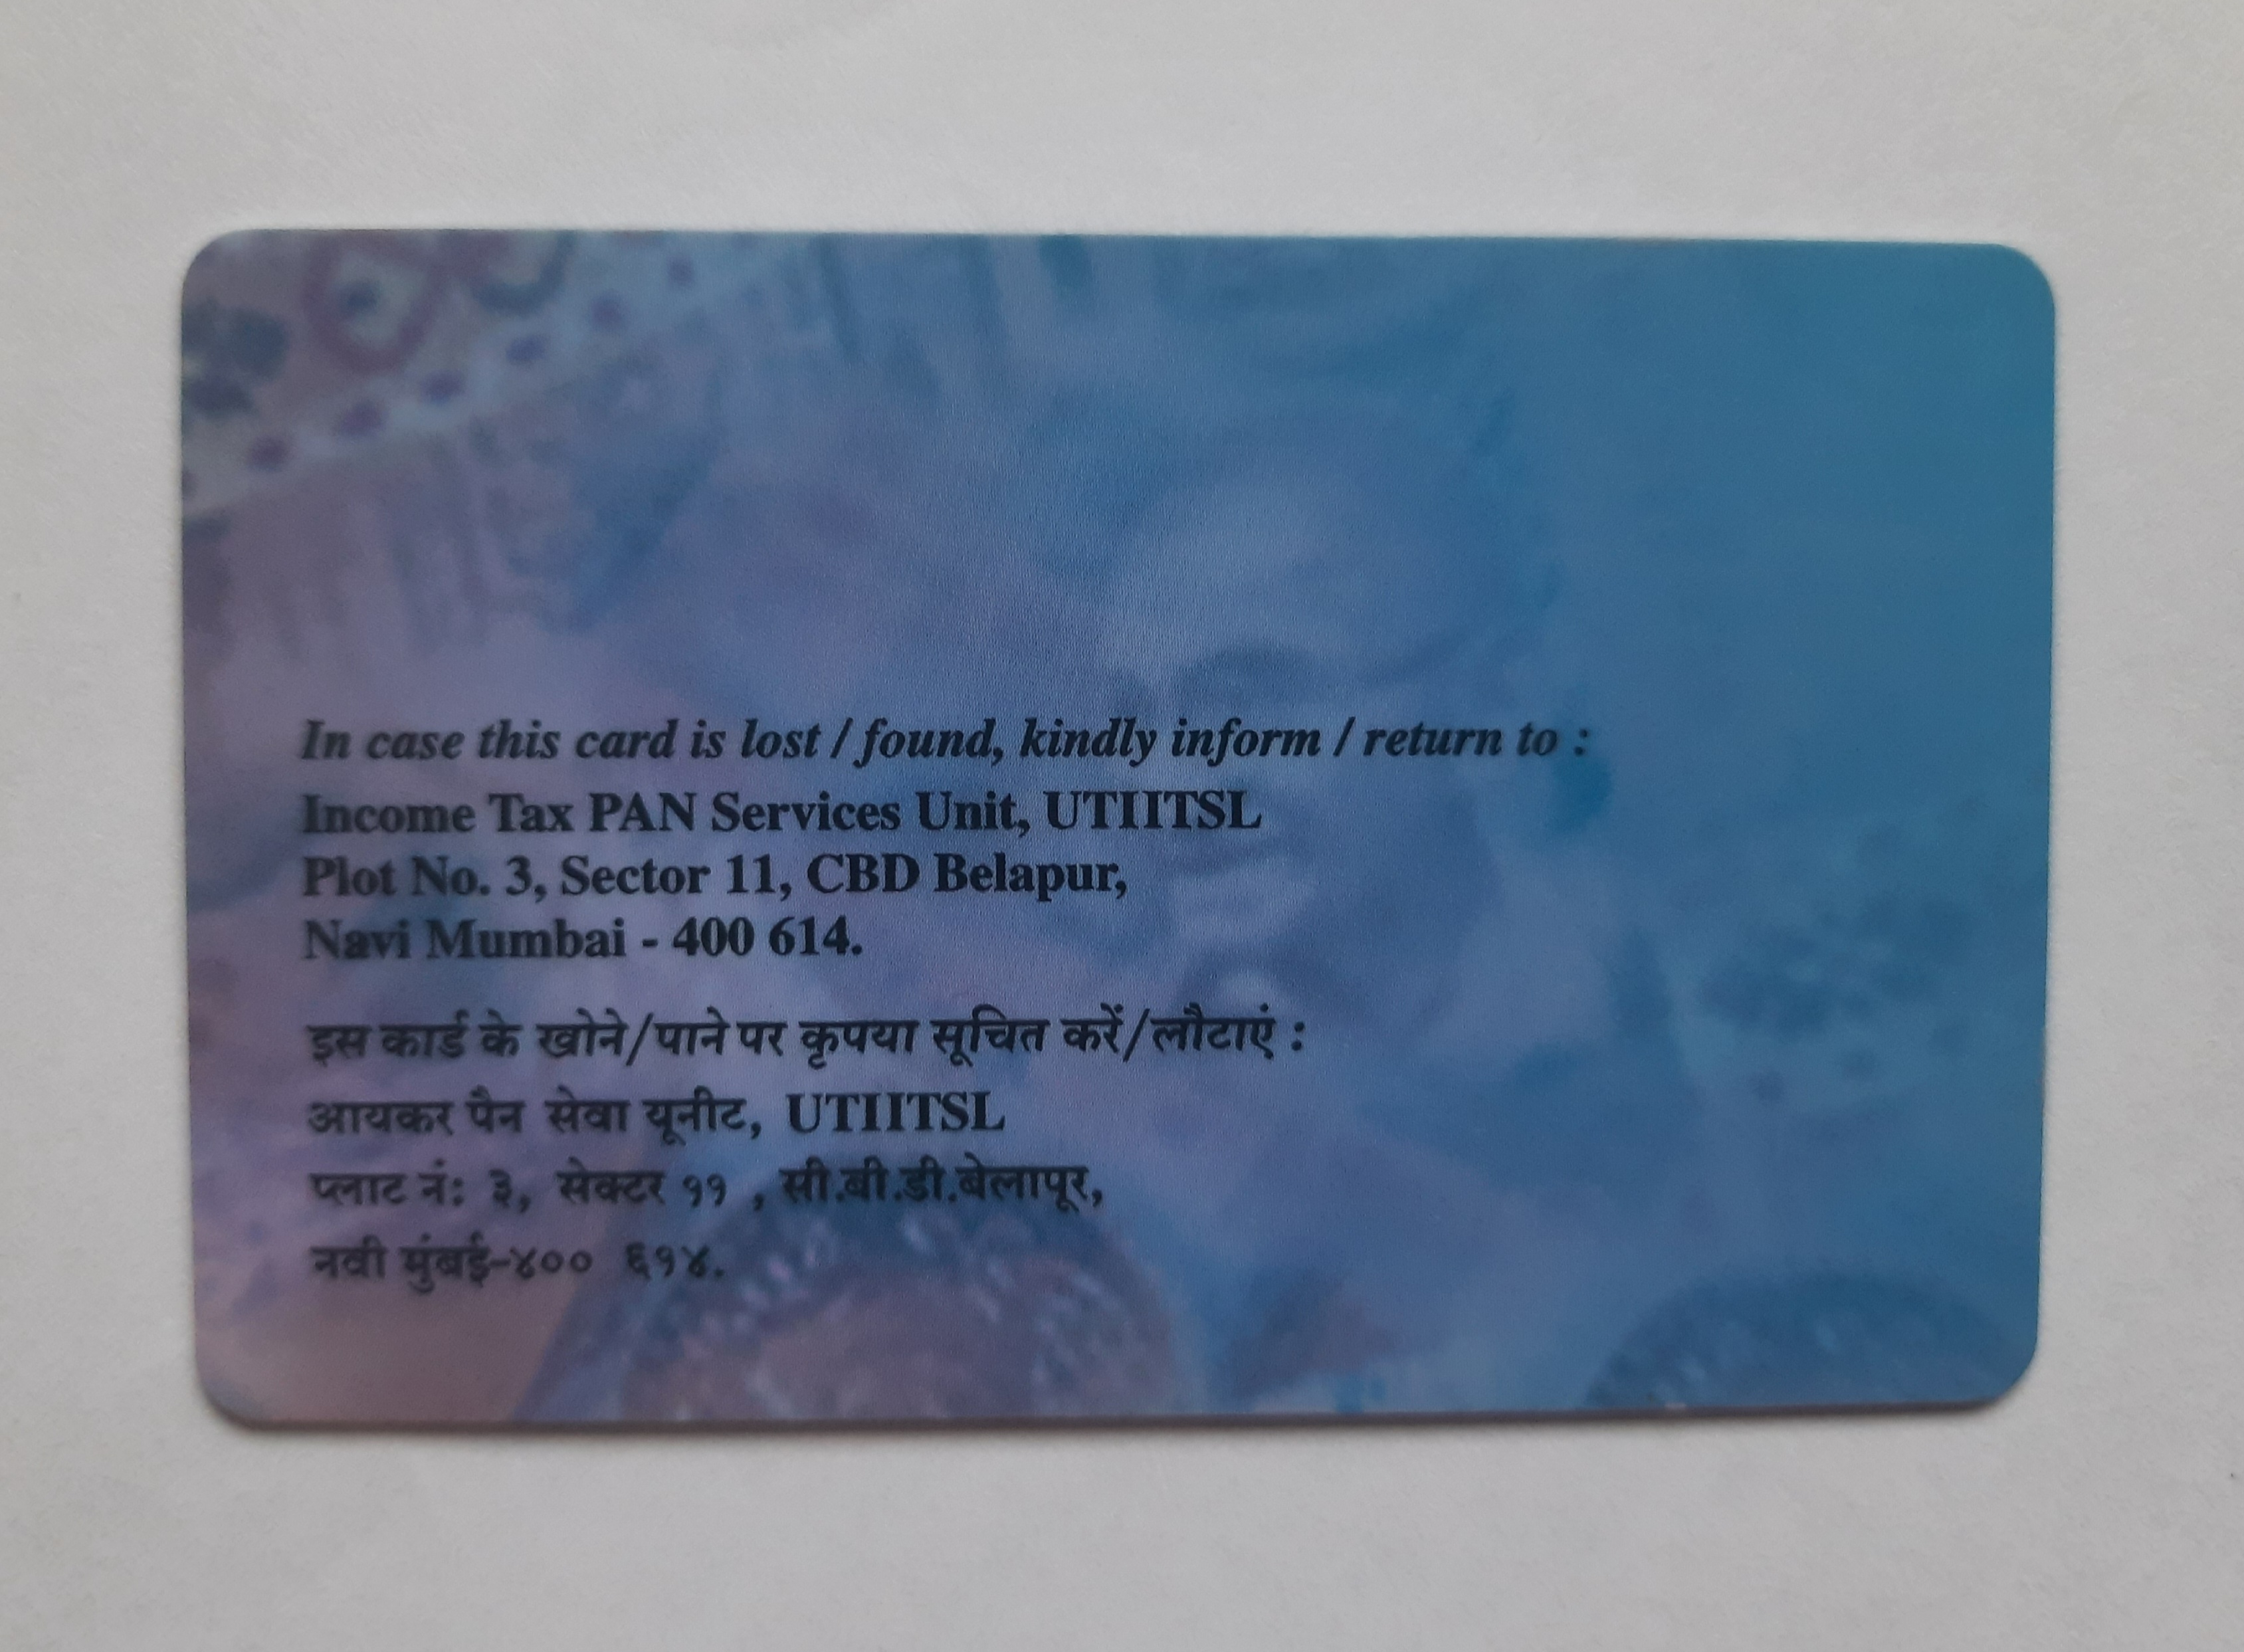 In case this card is lost / found, kindly inform / return to :
Income Tax PAN Services Unit, UTIITSL
Plot No. 3, Sector 11, CBD Belapur,
Navi Mumbai - 400 614.
इस कार्ड के खोने/पाने पर कृपया सूचित करें/लौटाएं :
आयकर पैन सेवा यूनीट, UTIITSL
प्लाट नं: ३, सेक्टर ११ , सी.बी.डी.बेलापूर,
नवी मुंबई-४०० ६१४.